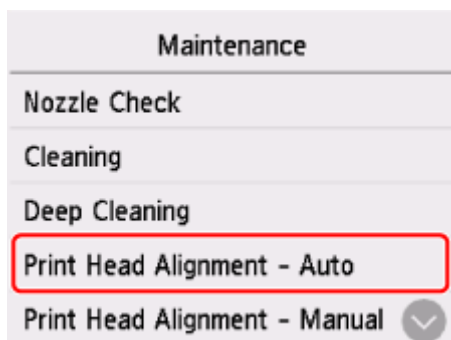 Maintenance
Nozzle Check
Cleaning
Deep Cleaning
Print Head Alignment - Auto
Print Head Alignment - Manual